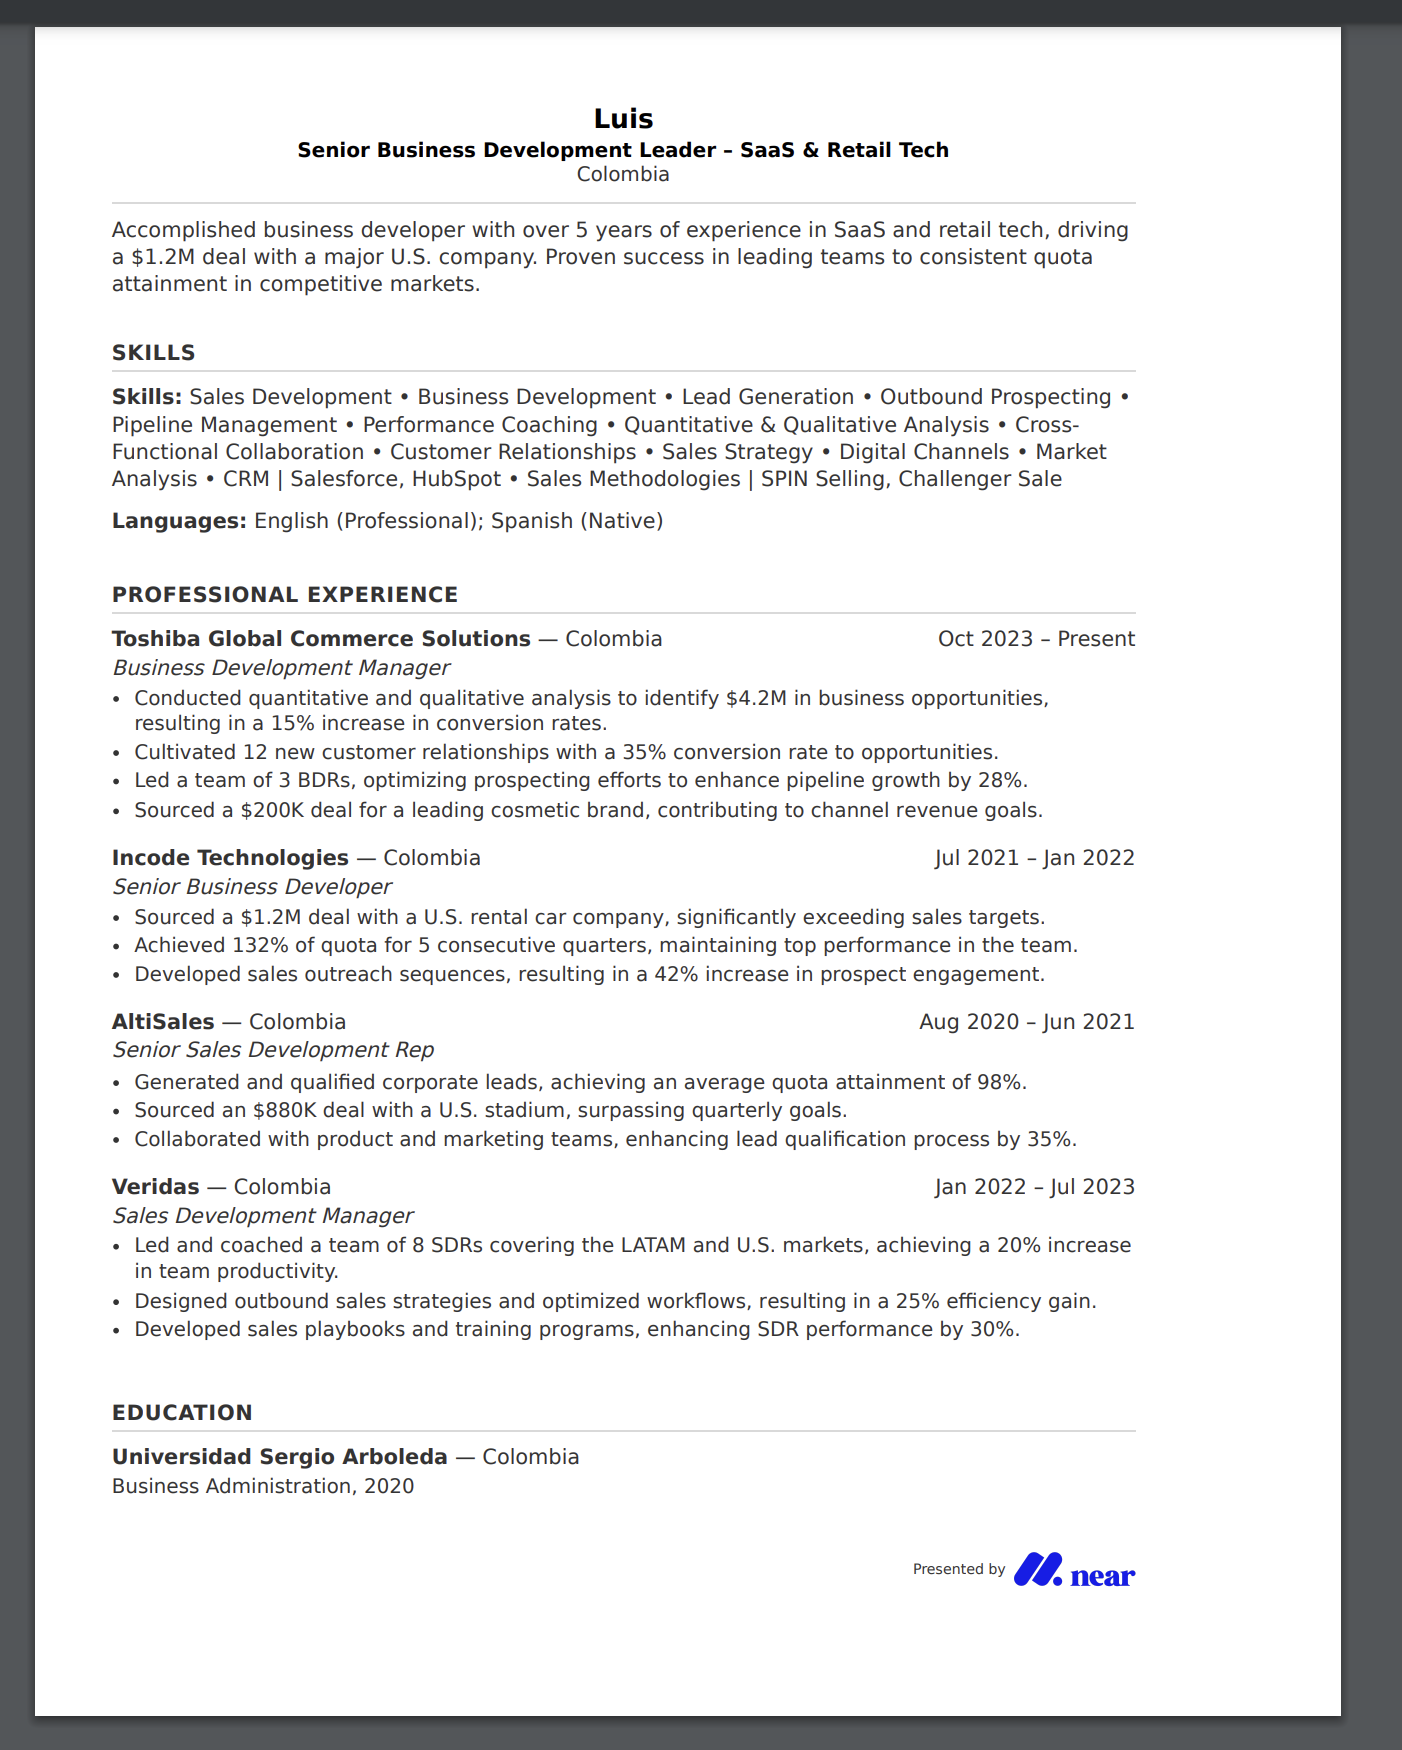 Luis
Senior Business Development Leader – SaaS & Retail Tech
Colombia
Accomplished business developer with over 5 years of experience in SaaS and retail tech, driving
a $1.2M deal with a major U.S. company. Proven success in leading teams to consistent quota
attainment in competitive markets.
SKILLS
Skills: Sales Development • Business Development • Lead Generation • Outbound Prospecting •
Pipeline Management • Performance Coaching • Quantitative & Qualitative Analysis • Cross-
Functional Collaboration • Customer Relationships • Sales Strategy • Digital Channels • Market
Analysis • CRM | Salesforce, HubSpot • Sales Methodologies | SPIN Selling, Challenger Sale
Languages: English (Professional); Spanish (Native)
PROFESSIONAL EXPERIENCE
Toshiba Global Commerce Solutions — Colombia Oct 2023 – Present
Business Development Manager
• Conducted quantitative and qualitative analysis to identify $4.2M in business opportunities,
resulting in a 15% increase in conversion rates.
• Cultivated 12 new customer relationships with a 35% conversion rate to opportunities.
• Led a team of 3 BDRs, optimizing prospecting efforts to enhance pipeline growth by 28%.
• Sourced a $200K deal for a leading cosmetic brand, contributing to channel revenue goals.
Incode Technologies — Colombia Jul 2021 – Jan 2022
Senior Business Developer
• Sourced a $1.2M deal with a U.S. rental car company, significantly exceeding sales targets.
• Achieved 132% of quota for 5 consecutive quarters, maintaining top performance in the team.
• Developed sales outreach sequences, resulting in a 42% increase in prospect engagement.
AltiSales — Colombia Aug 2020 – Jun 2021
Senior Sales Development Rep
• Generated and qualified corporate leads, achieving an average quota attainment of 98%.
• Sourced an $880K deal with a U.S. stadium, surpassing quarterly goals.
• Collaborated with product and marketing teams, enhancing lead qualification process by 35%.
Veridas — Colombia Jan 2022 – Jul 2023
Sales Development Manager
• Led and coached a team of 8 SDRs covering the LATAM and U.S. markets, achieving a 20% increase
in team productivity.
• Designed outbound sales strategies and optimized workflows, resulting in a 25% efficiency gain.
• Developed sales playbooks and training programs, enhancing SDR performance by 30%.
EDUCATION
Universidad Sergio Arboleda — Colombia
Business Administration, 2020
Presented by near